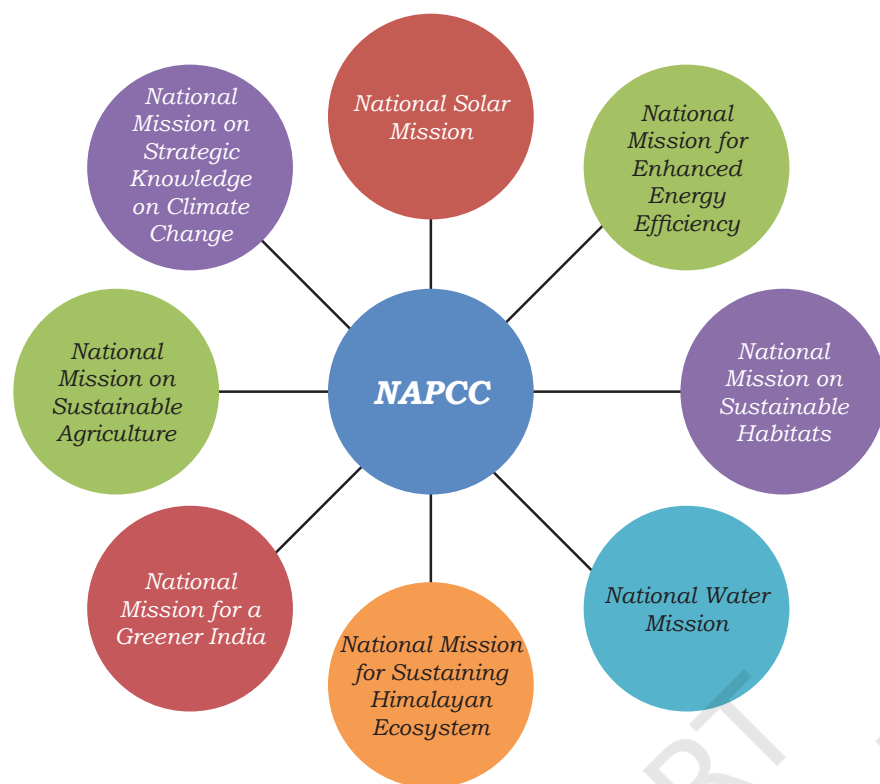 National Solar
Mission
National
Mission for
Enhanced
Energy
Efficiency
National
Mission on
Sustainable
Habitats
National Water
Mission
National Mission
for Sustaining
Himalayan
Ecosystem
National
Mission for a
Greener India
National
Mission on
Sustainable
Agriculture
National
Mission on
Strategic
Knowledge
on Climate
Change
NAPCC